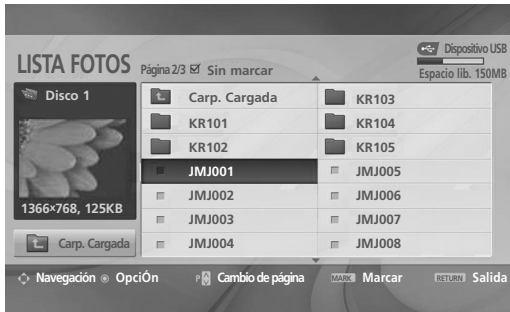 LISTA FOTOS Página 2/3 Sin marcar
Dispositivo USB
Espacio lib. 150MB
Disco 1
1366×768, 125KB
Carp. Cargada
Carp. Cargada KR103
KR101 KR104
KR102 KR105
JMJ001 JMJ005
JMJ002 JMJ006
JMJ003 JMJ007
JMJ004 JMJ008
Navegación OpciÓn P Cambio de página MARK Marcar RETURN Salida